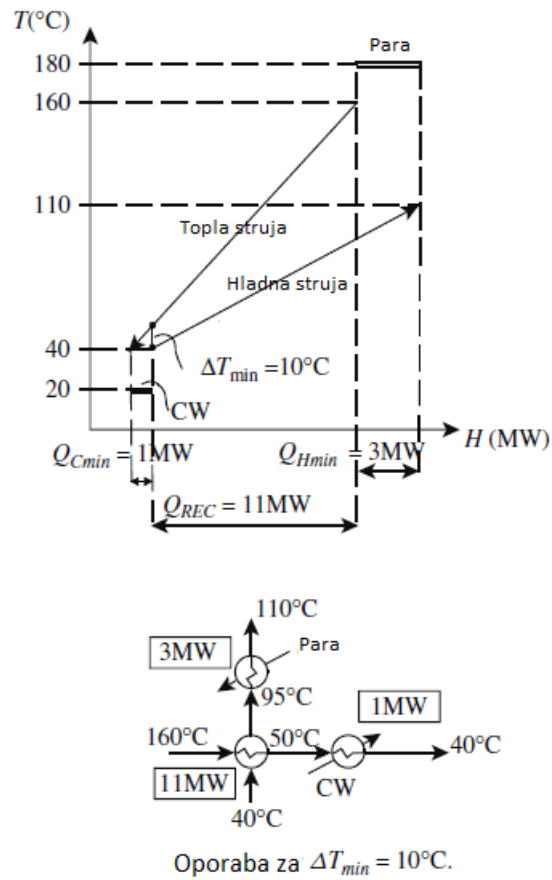 T(°C)
Para
180
160
110
Topla struja
Hladna struja
40
ΔTmin =10°C
20
CW
H (MW)
QCmin = 1MW
QHmin = 3MW
QREC = 11MW
110°C
3MW
Para
95°C
1MW
160°C
50°C
40°C
11MW
CW
40°C
Oporaba za ΔTmin = 10°C.